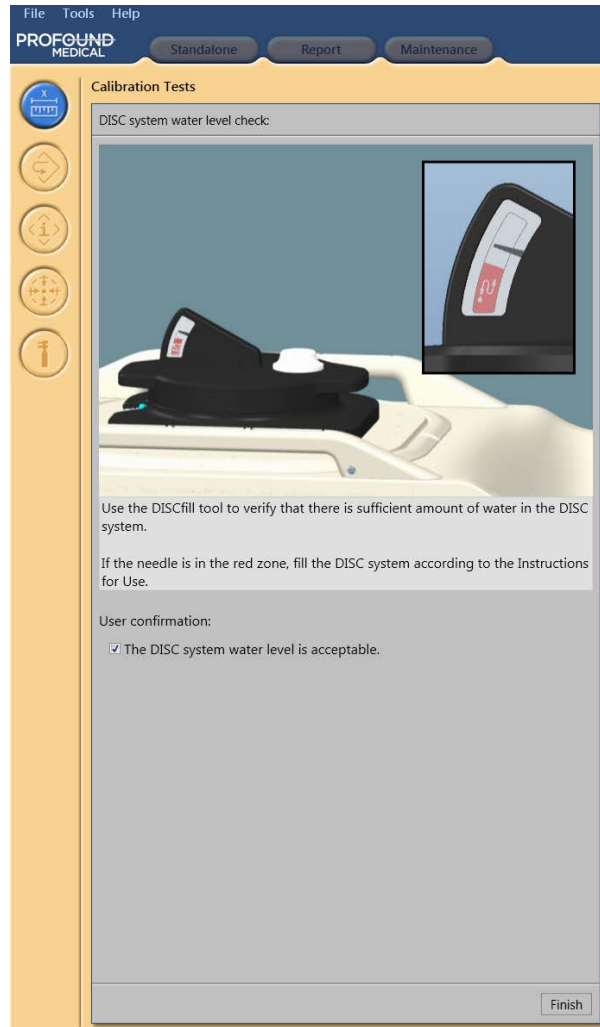 File Tools Help
PROFOUND
MEDICAL
Standalone Report Maintenance
Calibration Tests
DISC system water level check:
Use the DISCfill tool to verify that there is sufficient amount of water in the DISC
system.
If the needle is in the red zone, fill the DISC system according to the Instructions
for Use.
User confirmation:
The DISC system water level is acceptable.
Finish